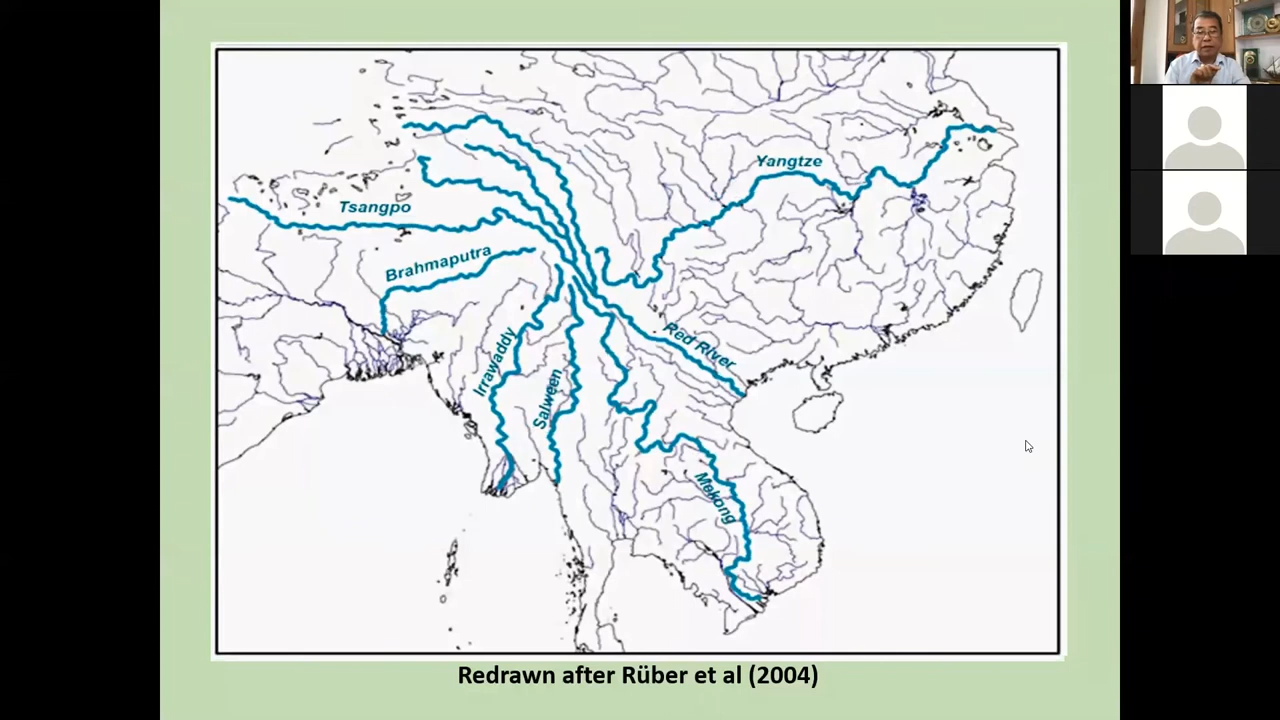 Yangtze
Tsangpo
Brahmaputra
Irrawaddy
Salween
Red River
Mekong
Redrawn after Rüber et al (2004)